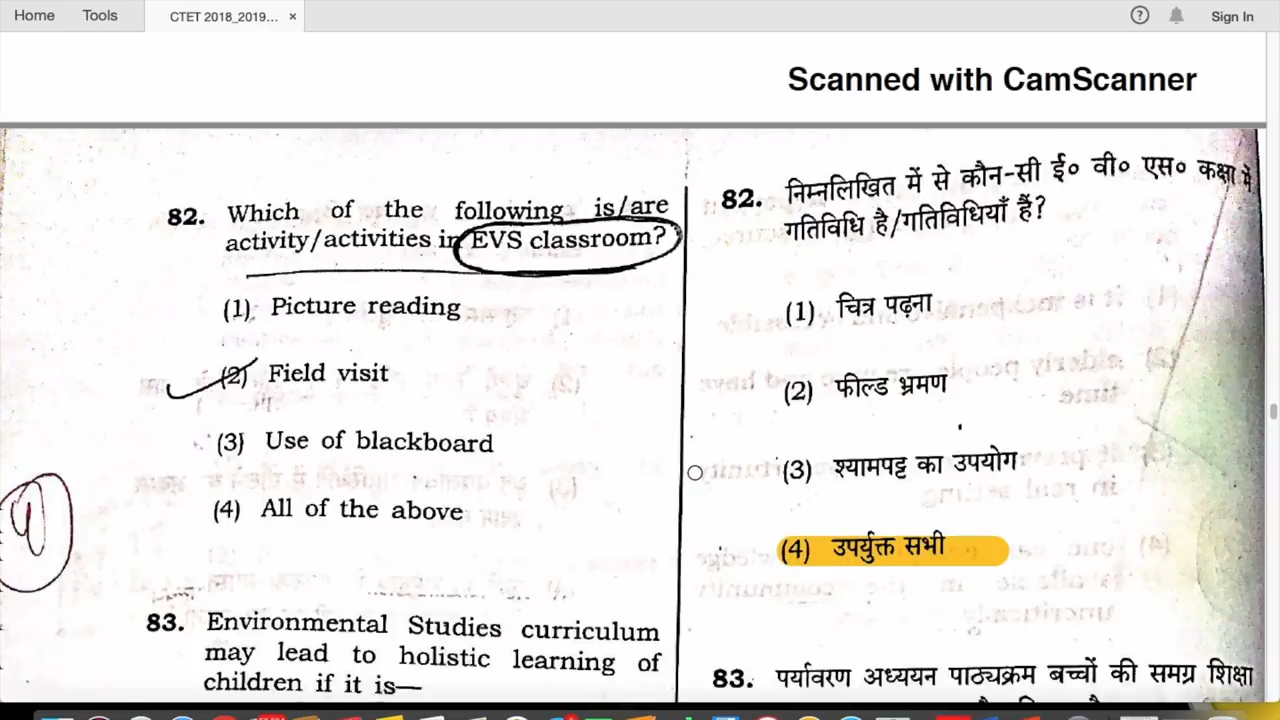 Home Tools CTET 2018_2019... × Sign In
Scanned with CamScanner
82. Which of the following is/are
activity/activities in EVS classroom?
(1) Picture reading
(2) Field visit
(3) Use of blackboard
(4) All of the above
83. Environmental Studies curriculum
may lead to holistic learning of
children if it is—
82. निम्नलिखित में से कौन-सी ई० वी० एस० कक्षा में
गतिविधि है/गतिविधियाँ हैं?
(1) चित्र पढ़ना
(2) फील्ड भ्रमण
(3) श्यामपट्ट का उपयोग
(4) उपर्युक्त सभी
83. पर्यावरण अध्ययन पाठ्यक्रम बच्चों की समग्र शिक्षा